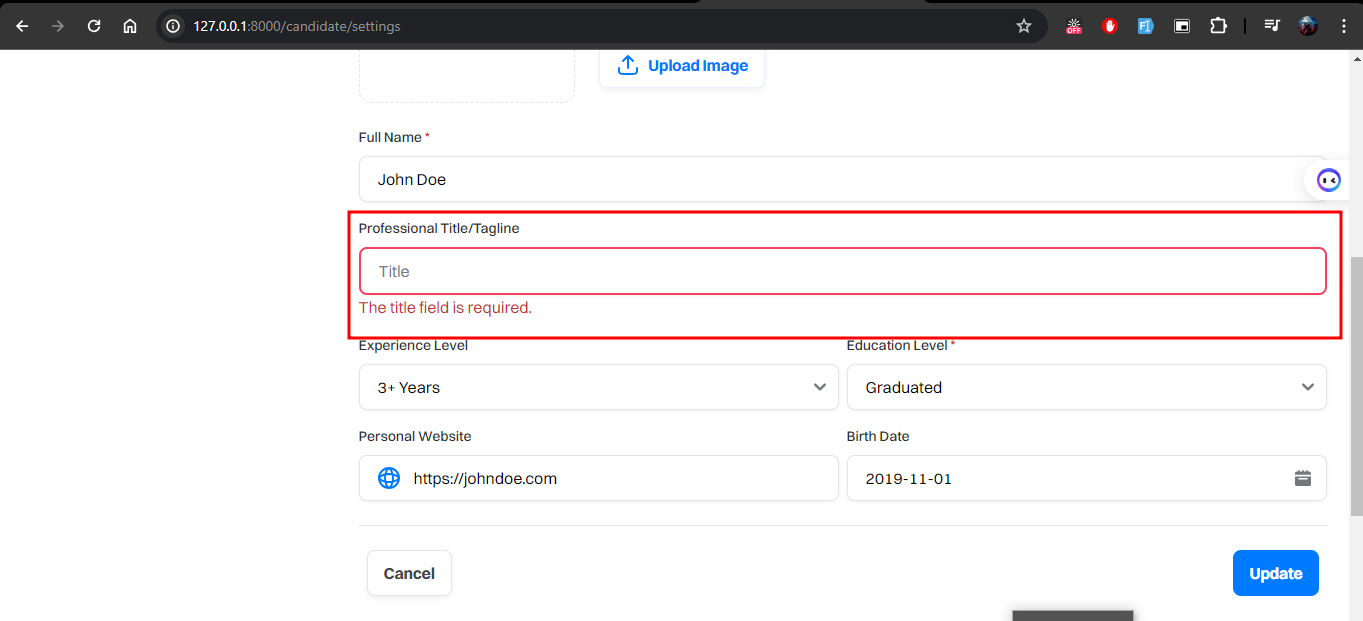 127.0.0.1:8000/candidate/settings
OFF
Upload Image
Full Name *
John Doe
Professional Title/Tagline
Title
The title field is required.
Experience Level
Education Level *
3+ Years
Graduated
Personal Website
Birth Date
https://johndoe.com
2019-11-01
Cancel
Update